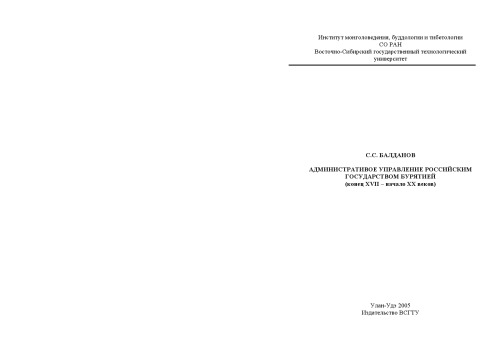 Институт монголоведения, буддологии и тибетологии
СО РАН
Восточно-Сибирский государственный технологический
университет
С.С. БАЛДАНОВ
АДМИНИСТРАТИВОЕ УПРАВЛЕНИЕ РОССИЙСКИМ
ГОСУДАРСТВОМ БУРЯТИЕЙ
(конец XVII – начало XX веков)
Улан-Удэ 2005
Издательство ВСГТУ